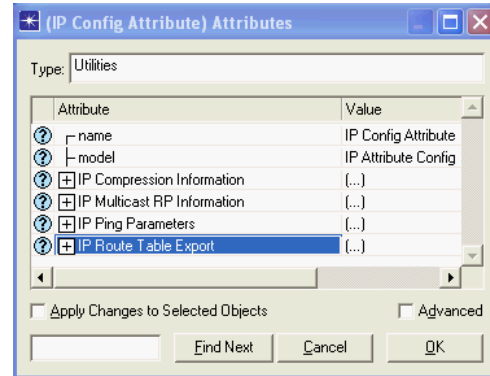 (IP Config Attribute) Attributes
Type: Utilities
Attribute Value
name IP Config Attribute
model IP Attribute Config
IP Compression Information (...)
IP Multicast RP Information (...)
IP Ping Parameters (...)
IP Route Table Export (...)
Apply Changes to Selected Objects Advanced
Find Next Cancel OK